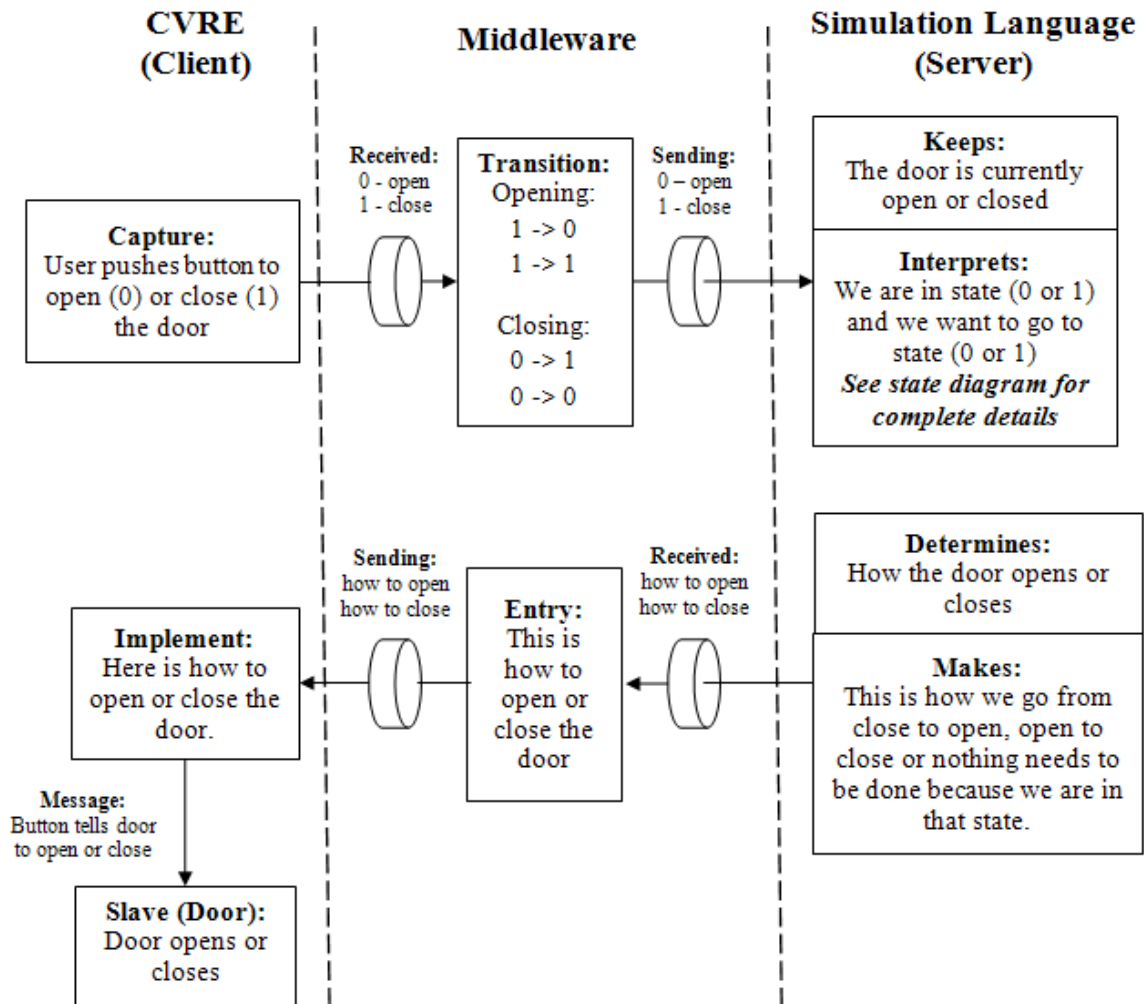 CVRE
(Client)
Middleware
Simulation Language
(Server)
Capture:
User pushes button to
open (0) or close (1)
the door
Received:
0 - open
1 - close
Transition:
Opening:
1 -> 0
1 -> 1
Closing:
0 -> 1
0 -> 0
Sending:
0 – open
1 - close
Keeps:
The door is currently
open or closed
Interprets:
We are in state (0 or 1)
and we want to go to
state (0 or 1)
See state diagram for
complete details
Determines:
How the door opens or
closes
Makes:
This is how we go from
close to open, open to
close or nothing needs to
be done because we are in
that state.
Received:
how to open
how to close
Entry:
This is
how to
open or
close the
door
Sending:
how to open
how to close
Implement:
Here is how to
open or close the
door.
Message:
Button tells door
to open or close
Slave (Door):
Door opens or
closes